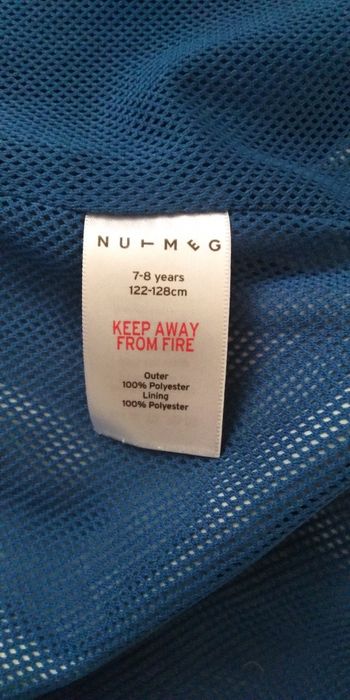 NUTMEG
7-8 years
122-128cm
KEEP AWAY
FROM FIRE
Outer
100% Polyester
Lining
100% Polyester